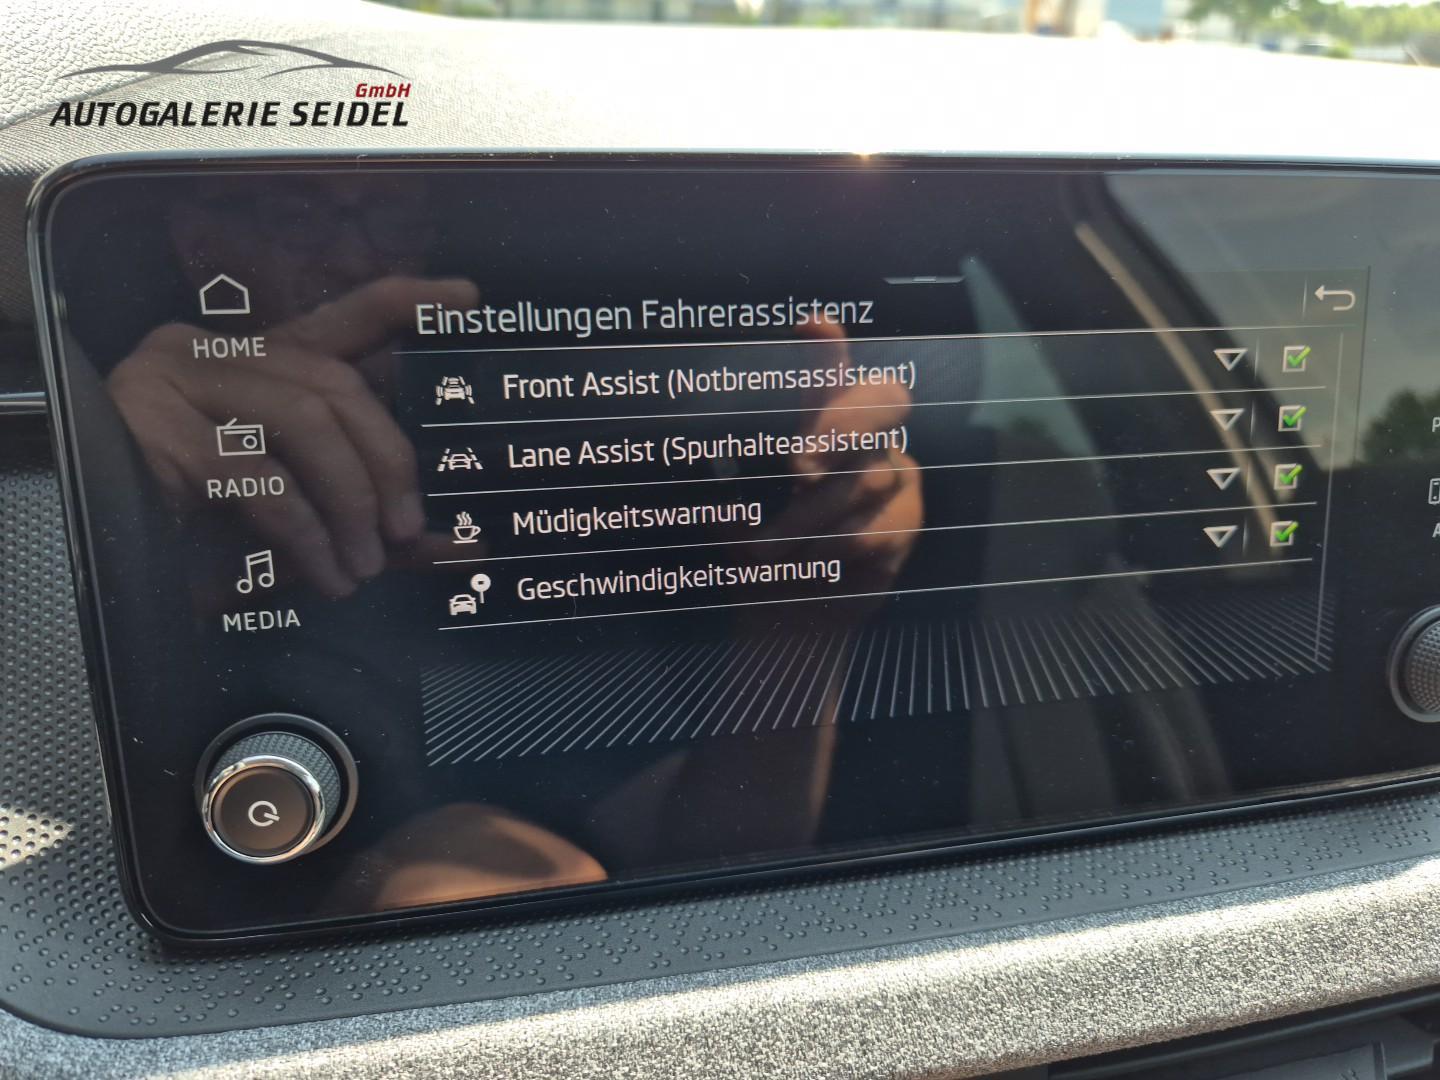 GmbH
AUTOGALERIE SEIDEL
Einstellungen Fahrerassistenz
HOME
Front Assist (Notbremsassistent)
Lane Assist (Spurhalteassistent)
RADIO
Müdigkeitswarnung
Geschwindigkeitswarnung
MEDIA